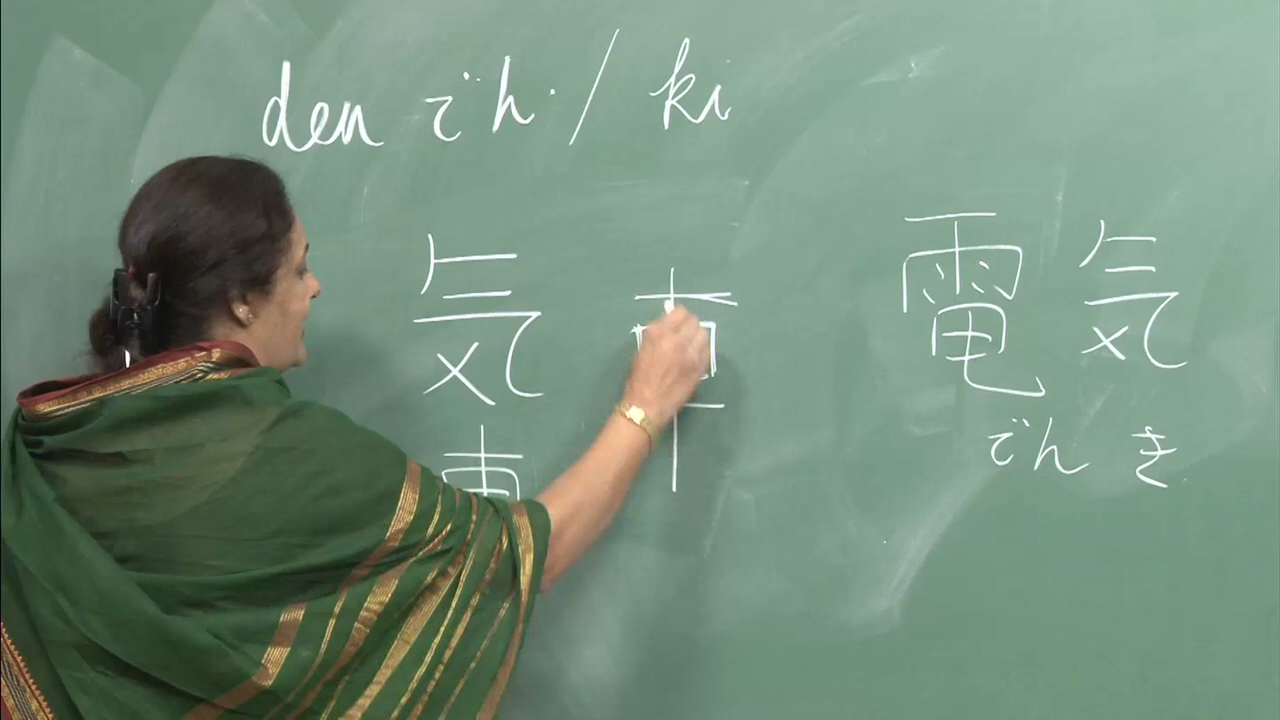 den でん / ki
気 電気
でん き